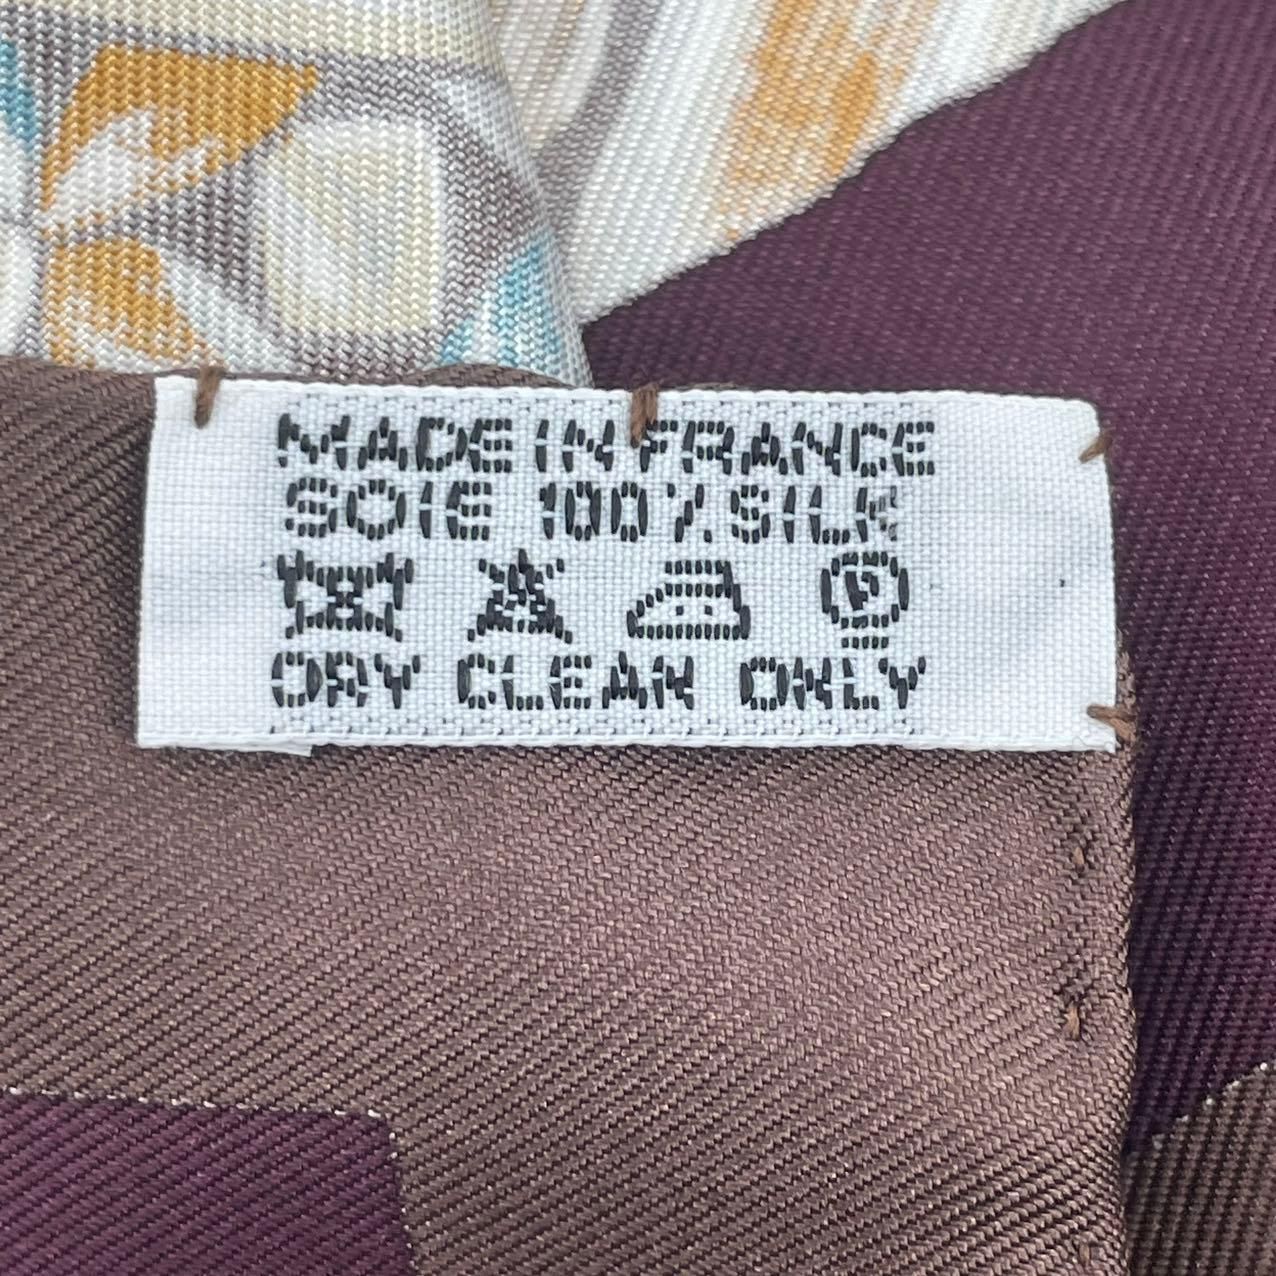 MADE IN FRANCE
SOIE 100% SILK
P
DRY CLEAN ONLY